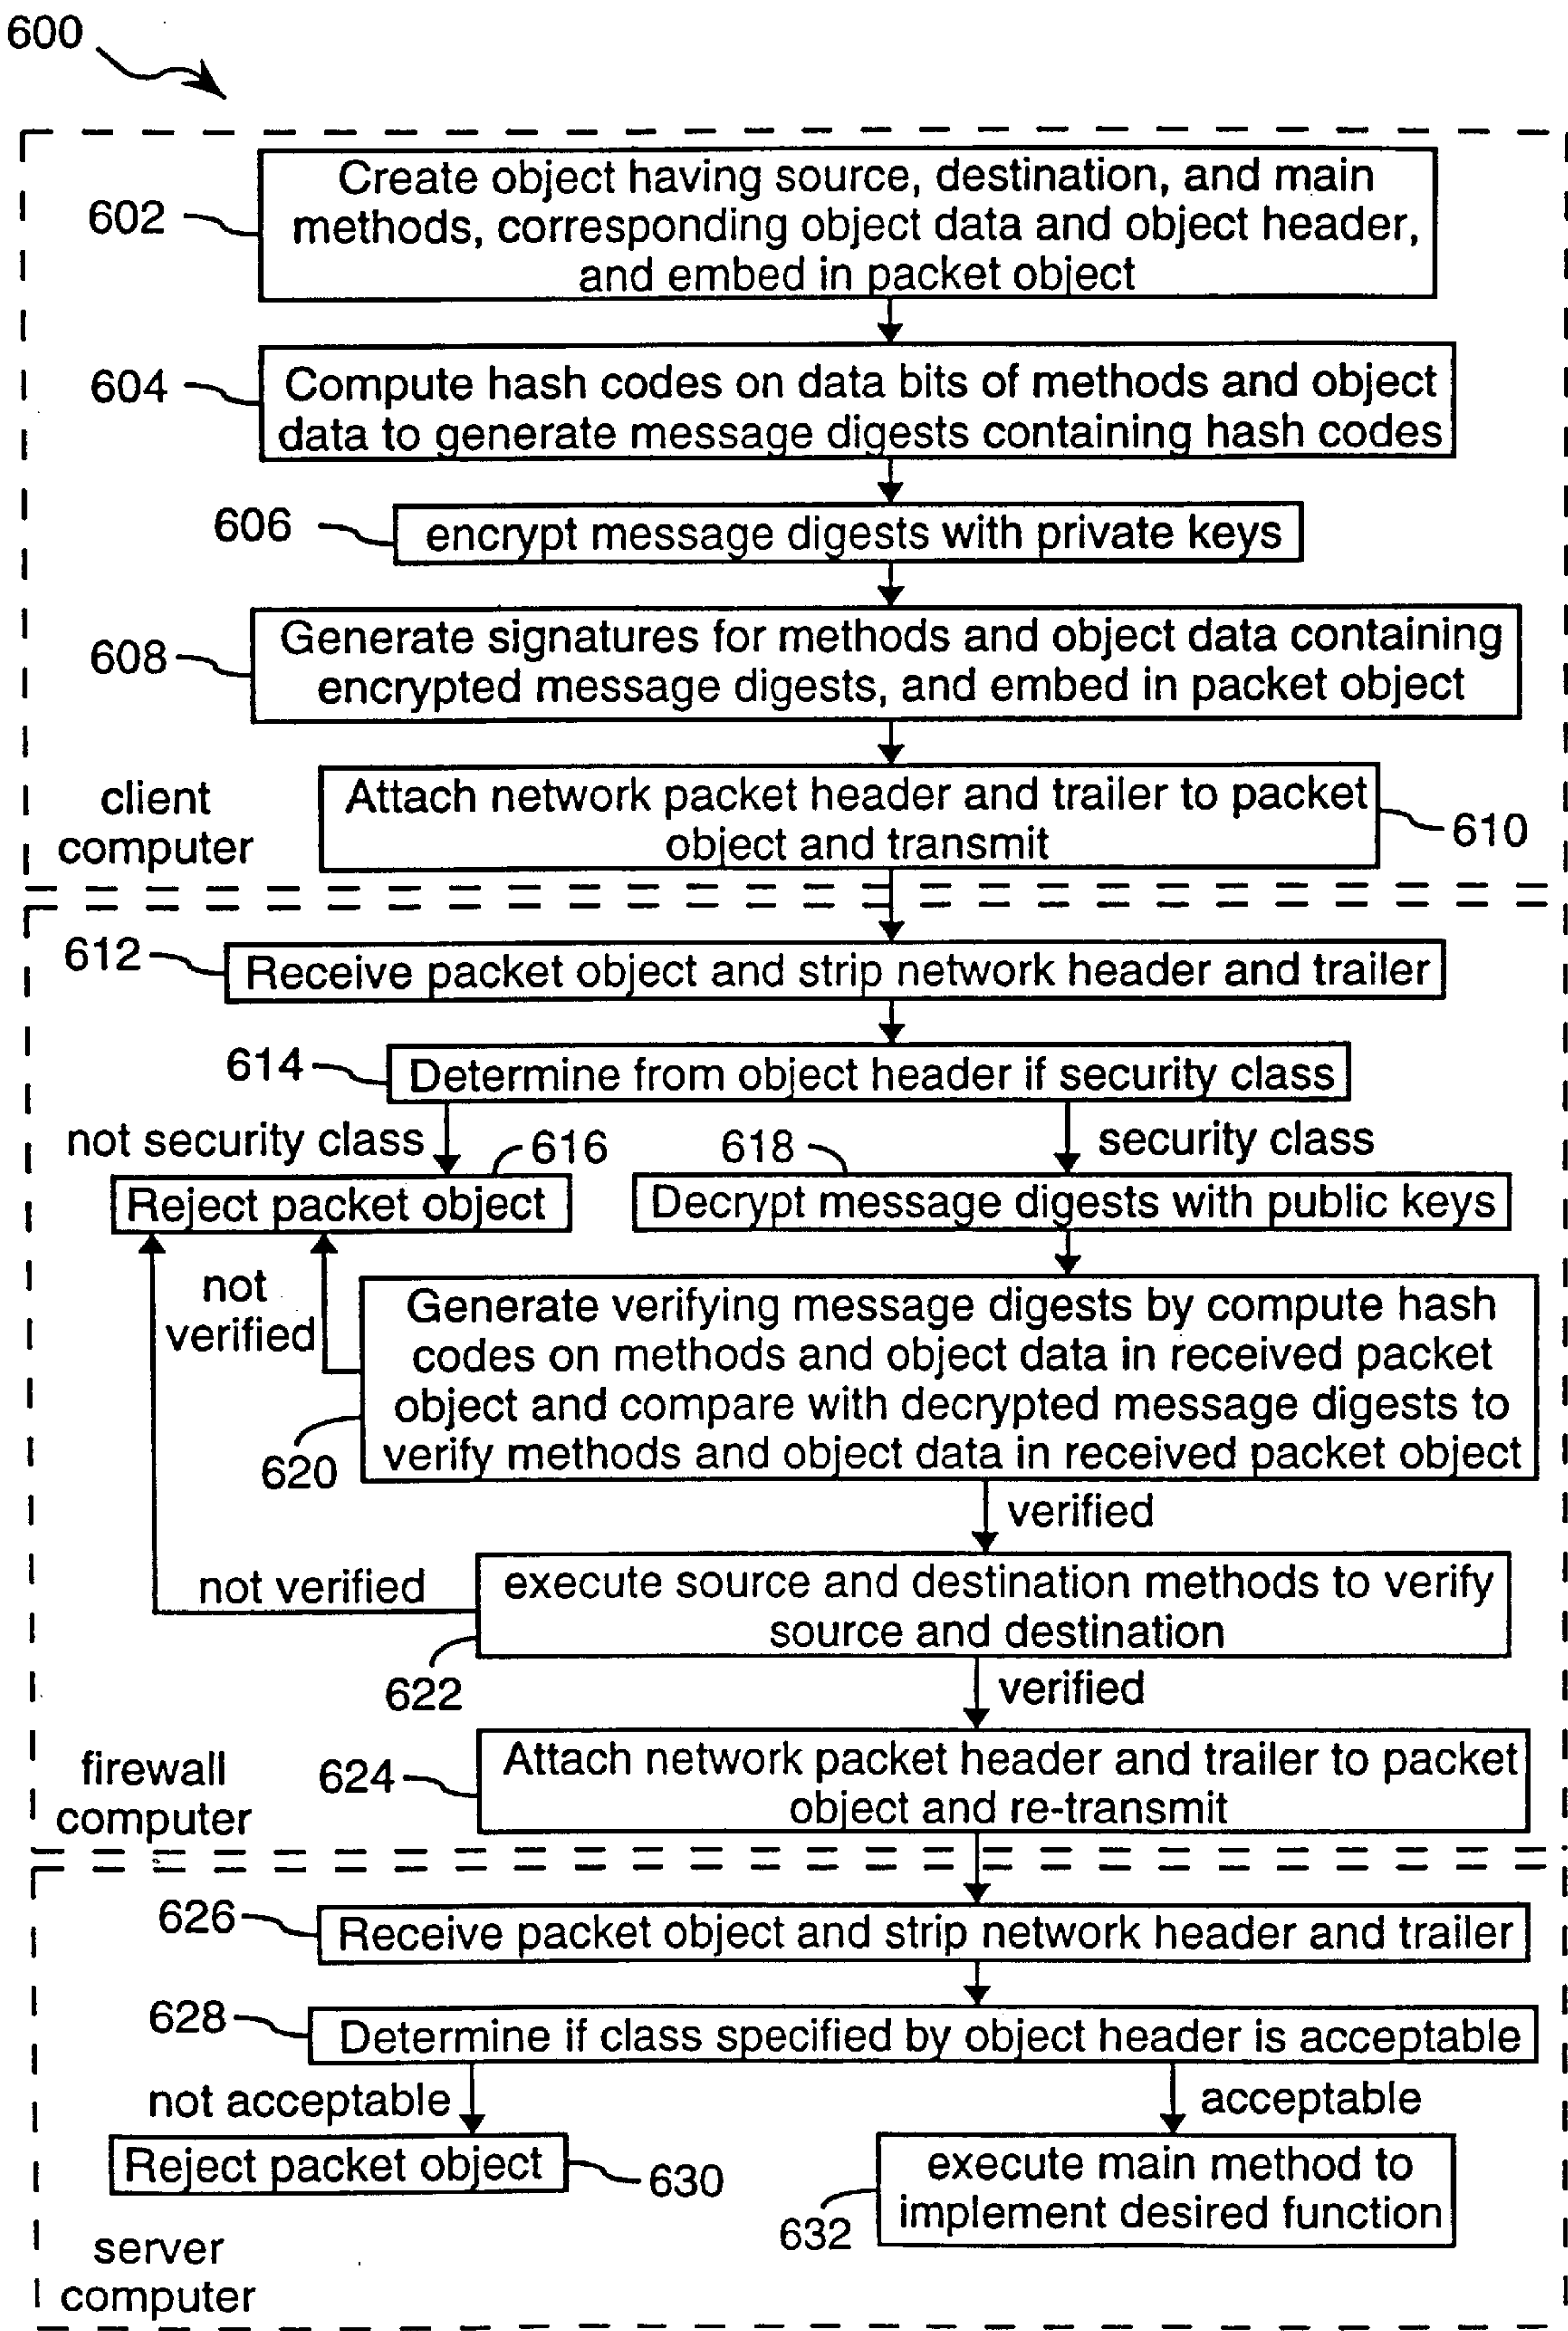 600
602
Create object having source, destination, and main
methods, corresponding object data and object header,
and embed in packet object
604
Compute hash codes on data bits of methods and object
data to generate message digests containing hash codes
606
encrypt message digests with private keys
608
Generate signatures for methods and object data containing
encrypted message digests, and embed in packet object
client
computer
Attach network packet header and trailer to packet
object and transmit
610
612
Receive packet object and strip network header and trailer
614
Determine from object header if security class
not security class
616
618
security class
Reject packet object
Decrypt message digests with public keys
not
verified
Generate verifying message digests by compute hash
codes on methods and object data in received packet
object and compare with decrypted message digests to
verify methods and object data in received packet object
620
verified
not verified
execute source and destination methods to verify
source and destination
622
verified
firewall
computer
624
Attach network packet header and trailer to packet
object and re-transmit
626
Receive packet object and strip network header and trailer
628
Determine if class specified by object header is acceptable
not acceptable
acceptable
Reject packet object
630
execute main method to
implement desired function
632
server
computer